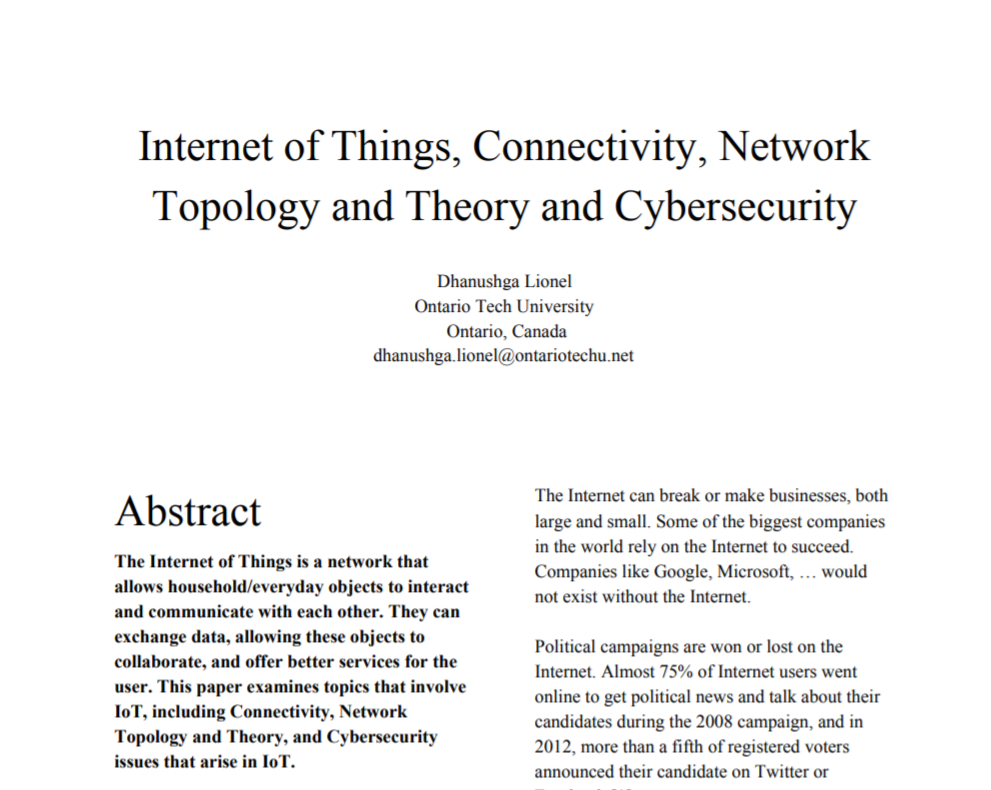 Internet of Things, Connectivity, Network
Topology and Theory and Cybersecurity
Dhanushga Lionel
Ontario Tech University
Ontario, Canada
dhanushga.lionel@ontariotechu.net
Abstract
The Internet of Things is a network that
allows household/everyday objects to interact
and communicate with each other. They can
exchange data, allowing these objects to
collaborate, and offer better services for the
user. This paper examines topics that involve
IoT, including Connectivity, Network
Topology and Theory, and Cybersecurity
issues that arise in IoT.
The Internet can break or make businesses, both
large and small. Some of the biggest companies
in the world rely on the Internet to succeed.
Companies like Google, Microsoft, … would
not exist without the Internet.
Political campaigns are won or lost on the
Internet. Almost 75% of Internet users went
online to get political news and talk about their
candidates during the 2008 campaign, and in
2012, more than a fifth of registered voters
announced their candidate on Twitter or